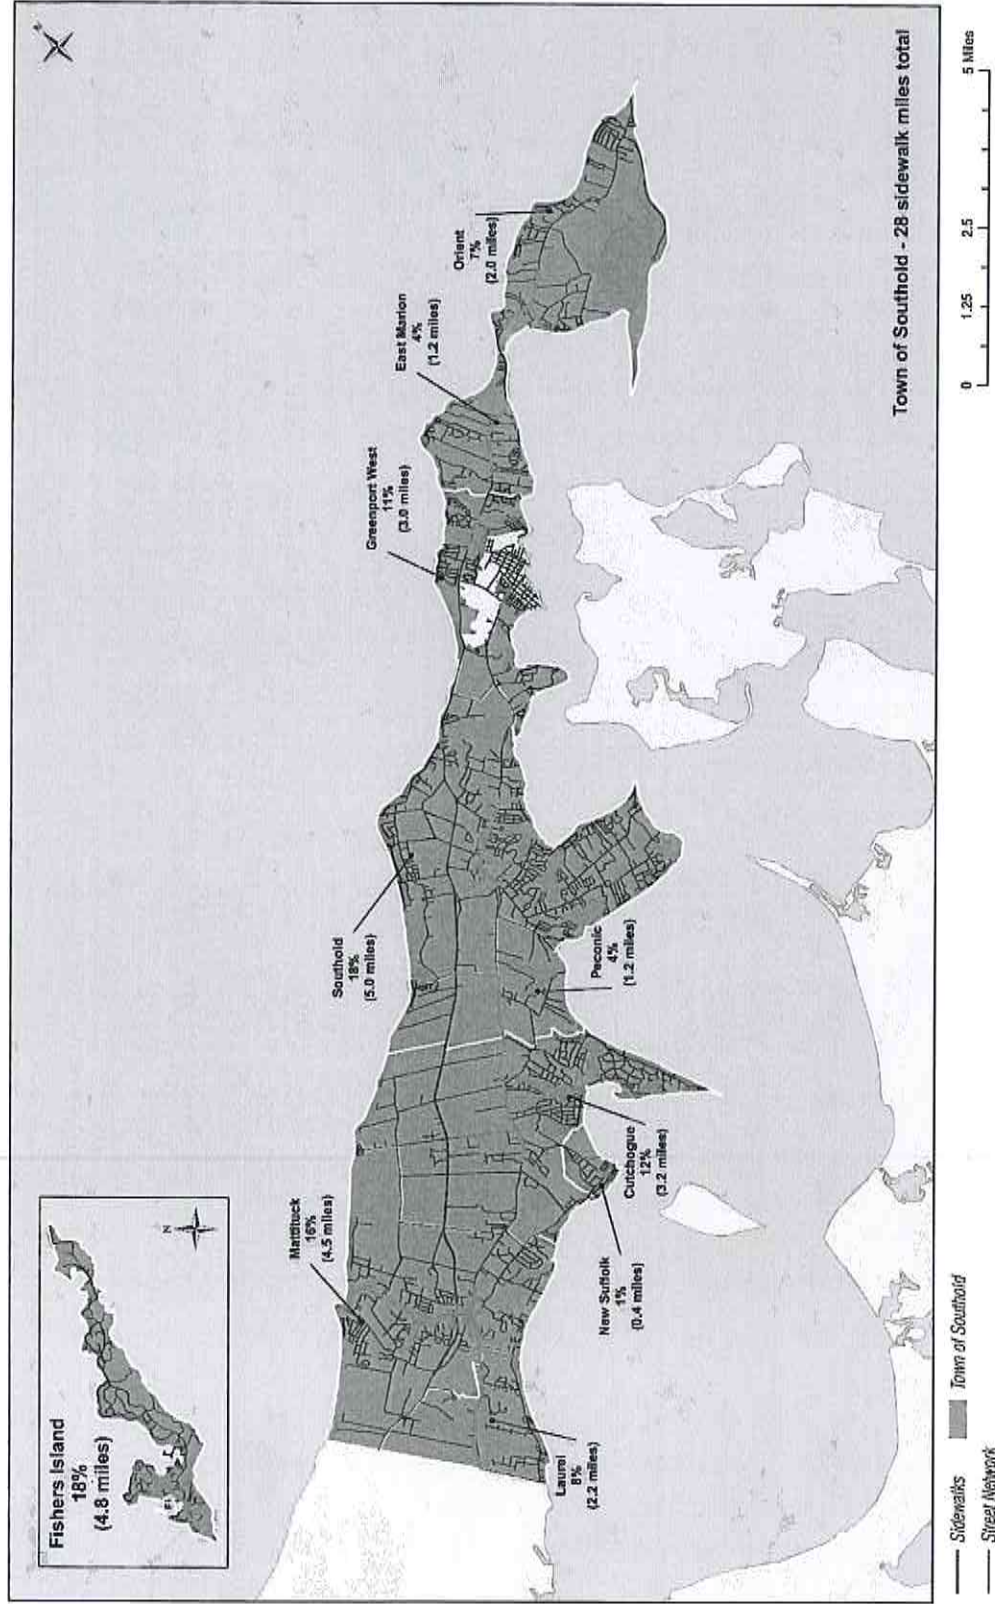 Fishers Island
18%
(4.8 miles)
N
Mattituck
16%
(4.5 miles)
Southold
18%
(5.0 miles)
Greenport West
11%
(3.0 miles)
East Marion
4%
(1.2 miles)
Orient
7%
(2.0 miles)
Laurel
8%
(2.2 miles)
New Suffolk
1%
(0.4 miles)
Cutchogue
12%
(3.2 miles)
Peconic
4%
(1.2 miles)
Town of Southold - 28 sidewalk miles total
Sidewalks
Street Network
Town of Southold
0 1.25 2.5 5 Miles